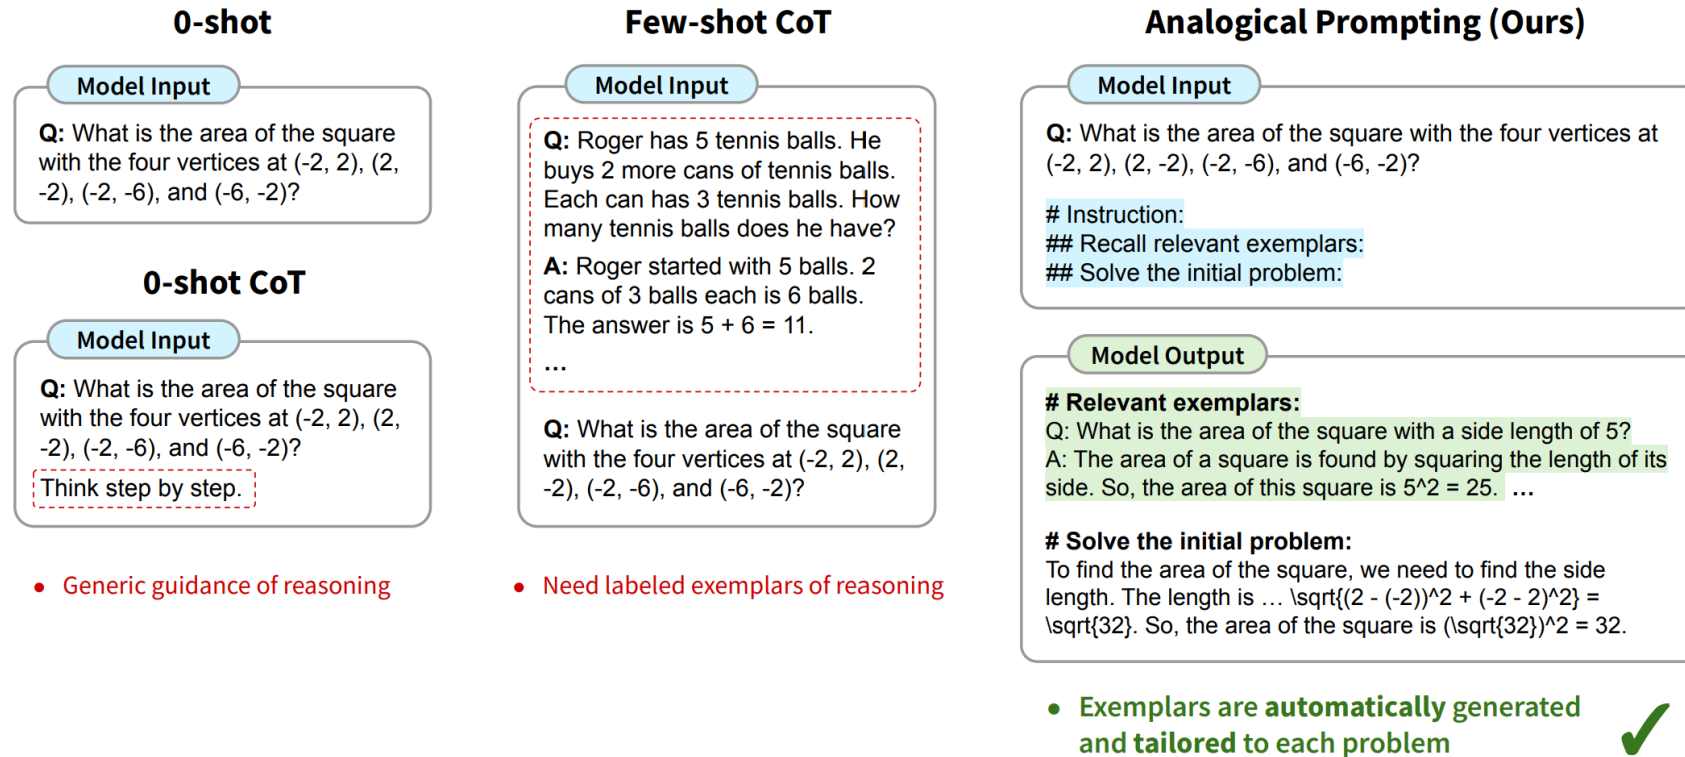 0-shot
Model Input
Q: What is the area of the square
with the four vertices at (-2, 2), (2,
-2), (-2, -6), and (-6, -2)?
0-shot CoT
Model Input
Q: What is the area of the square
with the four vertices at (-2, 2), (2,
-2), (-2, -6), and (-6, -2)?
Think step by step.
• Generic guidance of reasoning
Few-shot CoT
Model Input
Q: Roger has 5 tennis balls. He
buys 2 more cans of tennis balls.
Each can has 3 tennis balls. How
many tennis balls does he have?
A: Roger started with 5 balls. 2
cans of 3 balls each is 6 balls.
The answer is 5 + 6 = 11.
...
Q: What is the area of the square
with the four vertices at (-2, 2), (2,
-2), (-2, -6), and (-6, -2)?
• Need labeled exemplars of reasoning
Analogical Prompting (Ours)
Model Input
Q: What is the area of the square with the four vertices at
(-2, 2), (2, -2), (-2, -6), and (-6, -2)?
# Instruction:
## Recall relevant exemplars:
## Solve the initial problem:
Model Output
# Relevant exemplars:
Q: What is the area of the square with a side length of 5?
A: The area of a square is found by squaring the length of its
side. So, the area of this square is 5^2 = 25. ...
# Solve the initial problem:
To find the area of the square, we need to find the side
length. The length is … \sqrt{(2 - (-2))^2 + (-2 - 2)^2} =
\sqrt{32}. So, the area of the square is (\sqrt{32})^2 = 32.
• Exemplars are automatically generated
and tailored to each problem